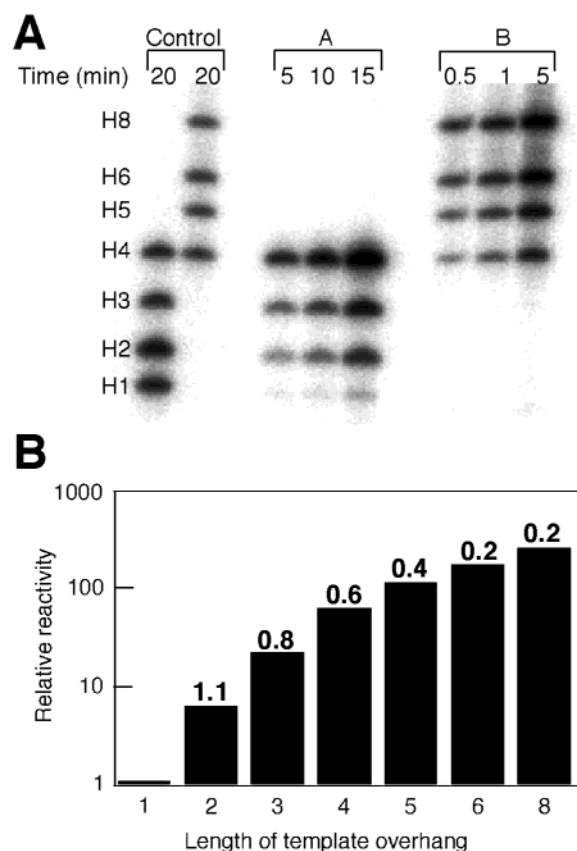 A
Control A B
Time (min) 20 20 5 10 15 0.5 1 5
H8
H6
H5
H4
H3
H2
H1
B
1000
100
10
1
Relative reactivity
1.1 0.8 0.6 0.4 0.2 0.2
1 2 3 4 5 6 8
Length of template overhang